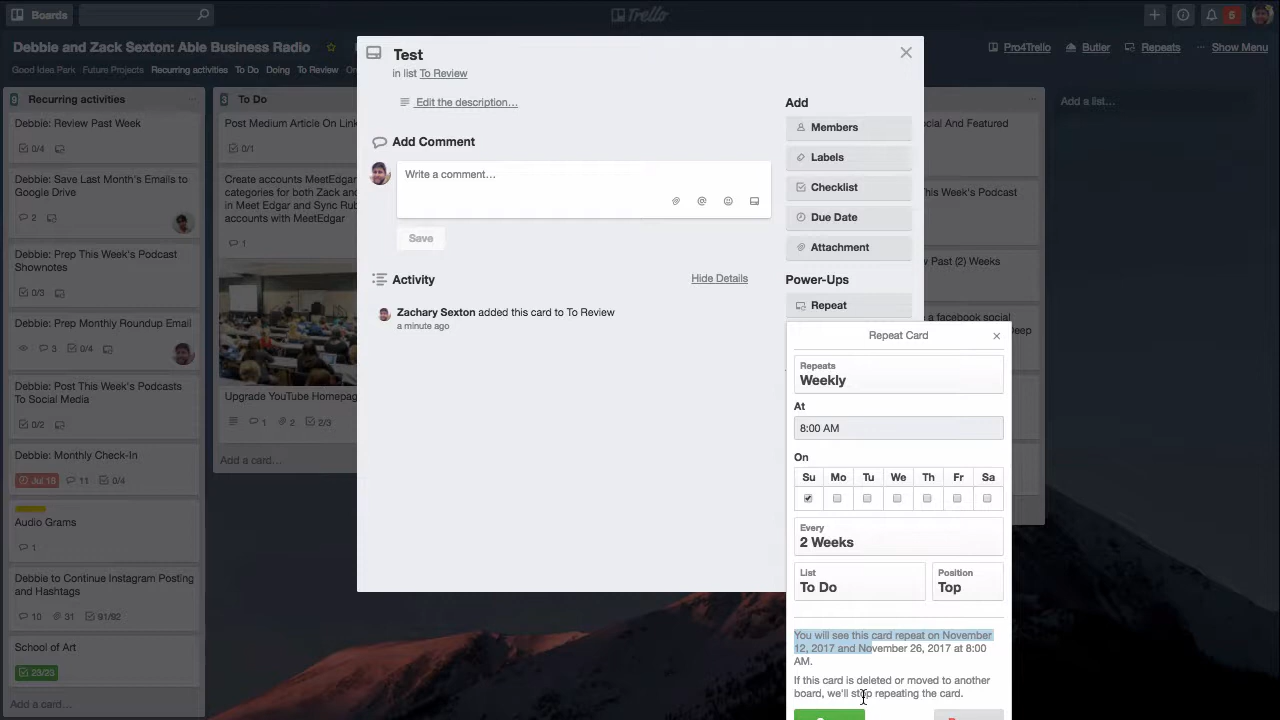 Boards
Trello
6
Debbie and Zack Sexton: Able Business Radio
Pro4Trello
Butler
Repeats
Show Menu
Good Idea Park
Future Projects
Recurring activities
To Do
Doing
To Review
Recurring activities
Debbie: Review Past Week
0/4
Debbie: Save Last Month's Emails to
Google Drive
2
Debbie: Prep This Week's Podcast
Shownotes
0/3
Debbie: Prep Monthly Roundup Email
3 0/4
Debbie: Post This Week's Podcasts
To Social Media
0/2
Debbie: Monthly Check-In
Jul 16 11 0/4
Audio Grams
1
Debbie to Continue Instagram Posting
and Hashtags
10 31 91/92
School of Art
23/23
Add a card…
To Do
Post Medium Article On Link
0/1
Create accounts MeetEdgar
categories for both Zack an
in Meet Edgar and Sync Rub
accounts with MeetEdgar
1
Upgrade YouTube Homepag
1 2 2/3
Add a card…
Test
in list To Review
Edit the description…
Add Comment
Write a comment…
Save
Activity
Hide Details
Zachary Sexton added this card to To Review
a minute ago
Add
Members
Labels
Checklist
Due Date
Attachment
Power-Ups
Repeat
Repeat Card
Repeats
Weekly
At
8:00 AM
On
Su Mo Tu We Th Fr Sa
Every
2 Weeks
List
To Do
Position
Top
You will see this card repeat on November
12, 2017 and November 26, 2017 at 8:00
AM.
If this card is deleted or moved to another
board, we'll stop repeating the card.
cial And Featured
his Week's Podcast
w Past (2) Weeks
a facebook social
Deep
Add a list…